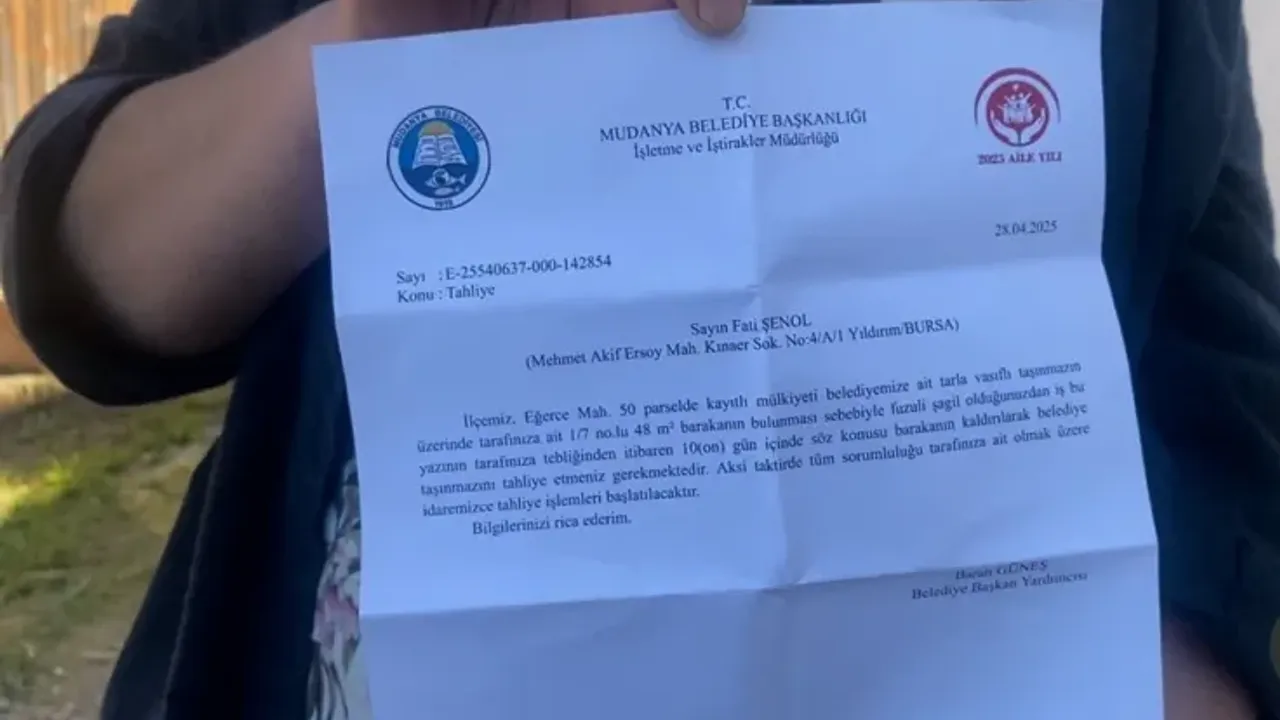 MUDANYA BELEDİYESİ
T.C.
MUDANYA BELEDİYE BAŞKANLIĞI
İşletme ve İştirakler Müdürlüğü
2025 AİLE YILI
28.04.2025
Sayı : E-25540637-000-142854
Konu : Tahliye
Sayın Fati ŞENOL
(Mehmet Akif Ersoy Mah. Kınaer Sok. No:4/A/1 Yıldırım/BURSA)
İlçemiz, Eğerce Mah. 50 parselde kayıtlı mülkiyeti belediyemize ait tarla vasıflı taşınmazın
üzerinde tarafınıza ait 1/7 no.lu 48 m² barakanın bulunması sebebiyle fuzuli şagil olduğunuzdan iş bu
yazının tarafınıza tebliğinden itibaren 10(on) gün içinde söz konusu barakanın kaldırılarak belediye
taşınmazını tahliye etmeniz gerekmektedir. Aksi taktirde tüm sorumluluğu tarafınıza ait olmak üzere
idaremizce tahliye işlemleri başlatılacaktır.
Bilgilerinizi rica ederim.
GÜNEŞ
Belediye Başkan Yardımcısı